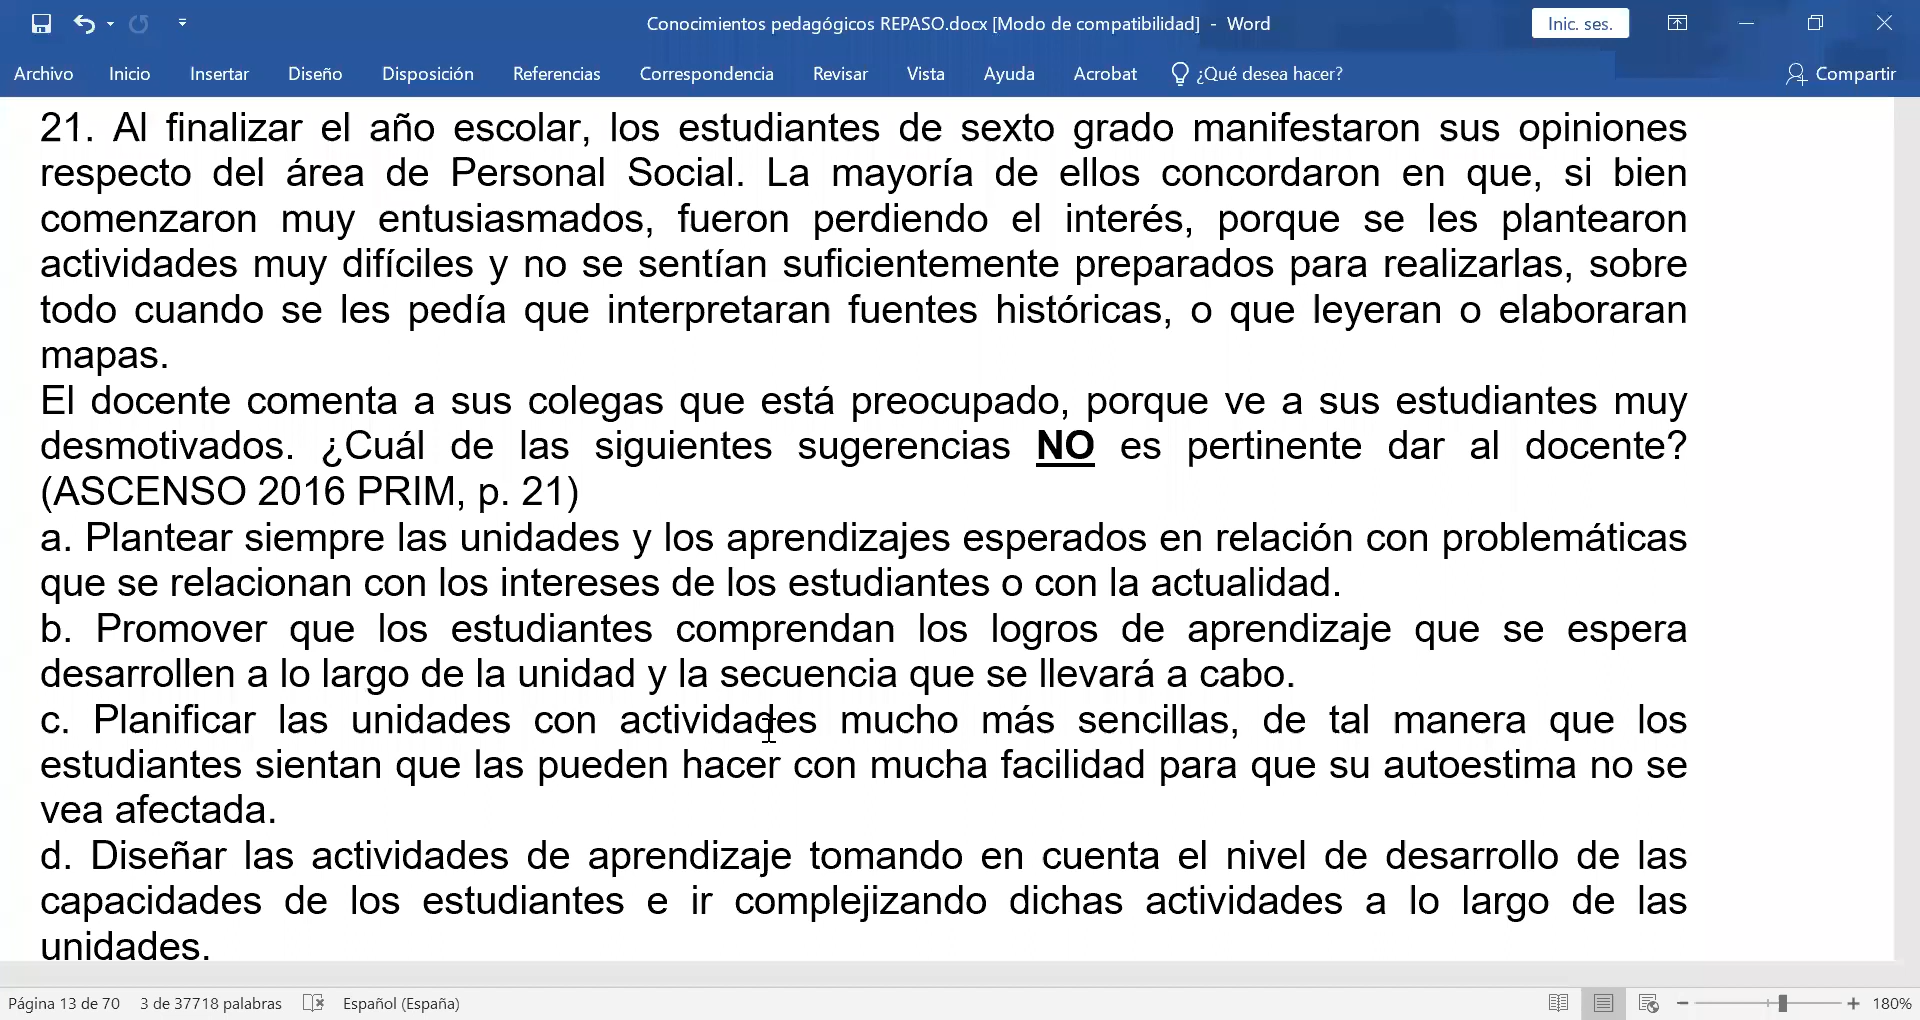 Conocimientos pedagógicos REPASO.docx [Modo de compatibilidad] - Word
Inic. ses.
Archivo Inicio Insertar Diseño Disposición Referencias Correspondencia Revisar Vista Ayuda Acrobat ¿Qué desea hacer? Compartir
21. Al finalizar el año escolar, los estudiantes de sexto grado manifestaron sus opiniones
respecto del área de Personal Social. La mayoría de ellos concordaron en que, si bien
comenzaron muy entusiasmados, fueron perdiendo el interés, porque se les plantearon
actividades muy difíciles y no se sentían suficientemente preparados para realizarlas, sobre
todo cuando se les pedía que interpretaran fuentes históricas, o que leyeran o elaboraran
mapas.
El docente comenta a sus colegas que está preocupado, porque ve a sus estudiantes muy
desmotivados. ¿Cuál de las siguientes sugerencias NO es pertinente dar al docente?
(ASCENSO 2016 PRIM, p. 21)
a. Plantear siempre las unidades y los aprendizajes esperados en relación con problemáticas
que se relacionan con los intereses de los estudiantes o con la actualidad.
b. Promover que los estudiantes comprendan los logros de aprendizaje que se espera
desarrollen a lo largo de la unidad y la secuencia que se llevará a cabo.
c. Planificar las unidades con actividades mucho más sencillas, de tal manera que los
estudiantes sientan que las pueden hacer con mucha facilidad para que su autoestima no se
vea afectada.
d. Diseñar las actividades de aprendizaje tomando en cuenta el nivel de desarrollo de las
capacidades de los estudiantes e ir complejizando dichas actividades a lo largo de las
unidades.
Página 13 de 70 3 de 37718 palabras Español (España) 180%